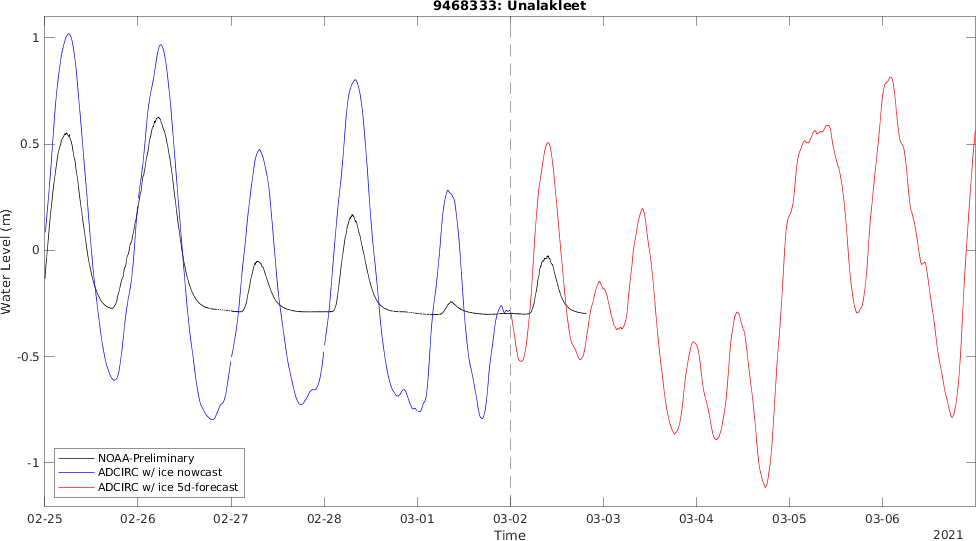 9468333: Unalakleet
Water Level (m)
1
0.5
0
-0.5
-1
NOAA-Preliminary
ADCIRC w/ ice nowcast
ADCIRC w/ ice 5d-forecast
02-25 02-26 02-27 02-28 03-01 03-02 03-03 03-04 03-05 03-06
Time
2021